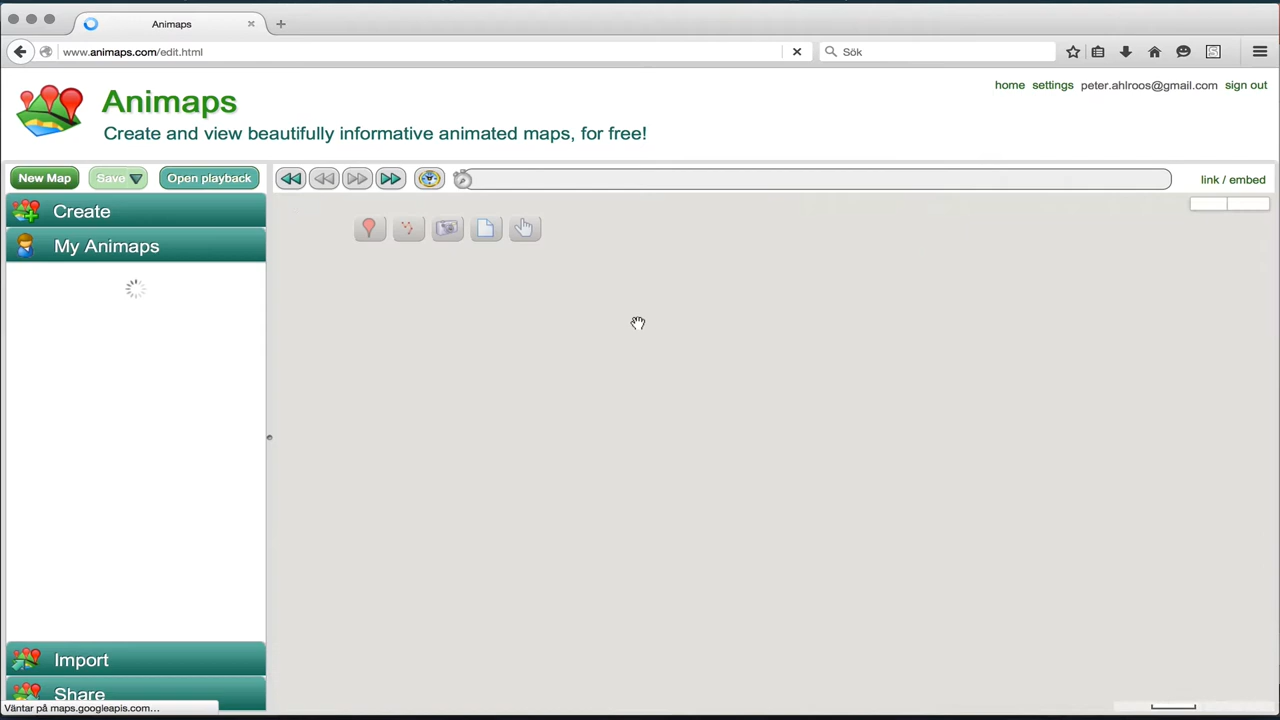 Animaps
www.animaps.com/edit.html
Sök
home settings peter.ahlroos@gmail.com sign out
Animaps
Create and view beautifully informative animated maps, for free!
New Map Save Open playback link / embed
Create
My Animaps
Import
Share
Väntar på maps.googleapis.com...